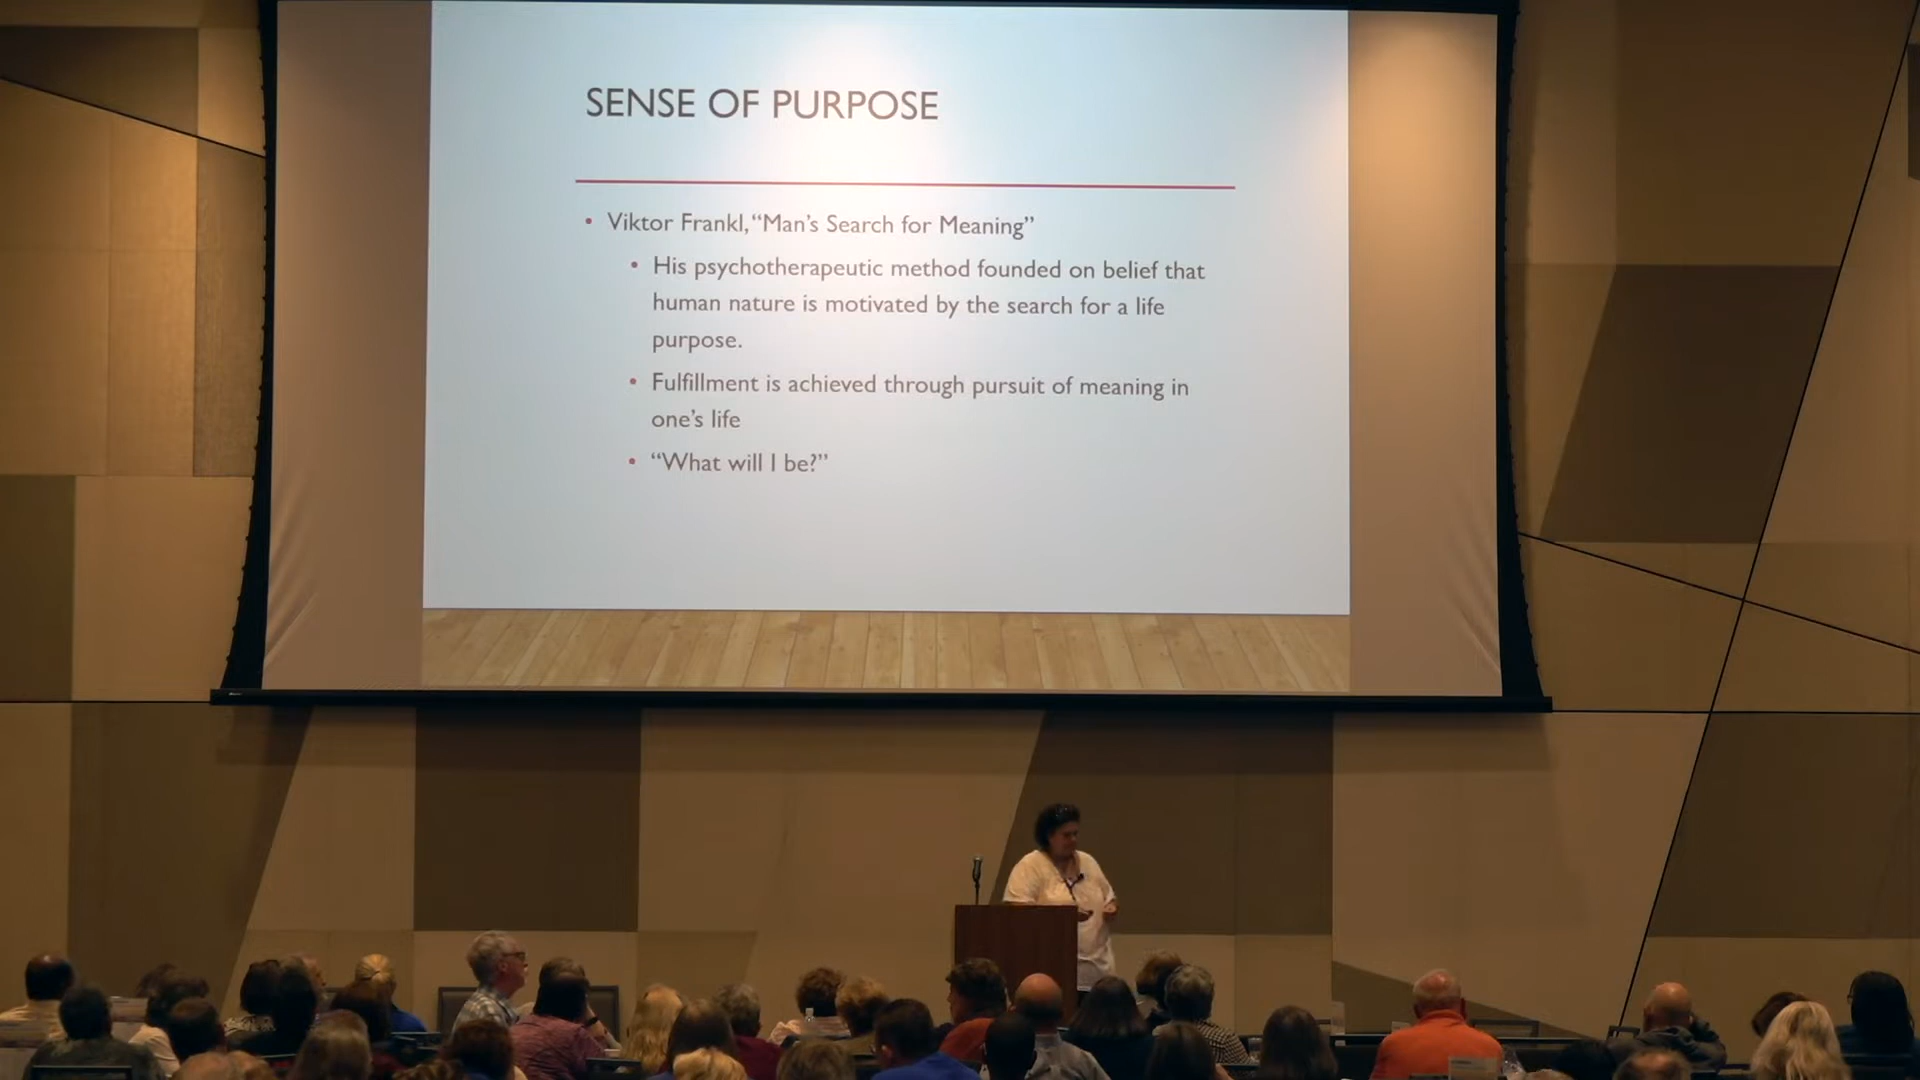 SENSE OF PURPOSE
• Viktor Frankl, “Man’s Search for Meaning”
• His psychotherapeutic method founded on belief that
human nature is motivated by the search for a life
purpose.
• Fulfillment is achieved through pursuit of meaning in
one’s life
• “What will I be?”